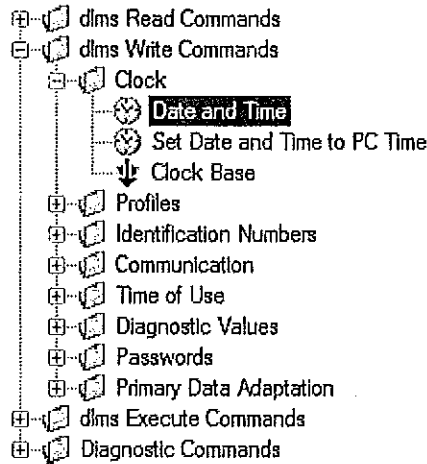 dlms Read Commands
dlms Write Commands
Clock
Date and Time
Set Date and Time to PC Time
Clock Base
Profiles
Identification Numbers
Communication
Time of Use
Diagnostic Values
Passwords
Primary Data Adaptation
dlms Execute Commands
Diagnostic Commands